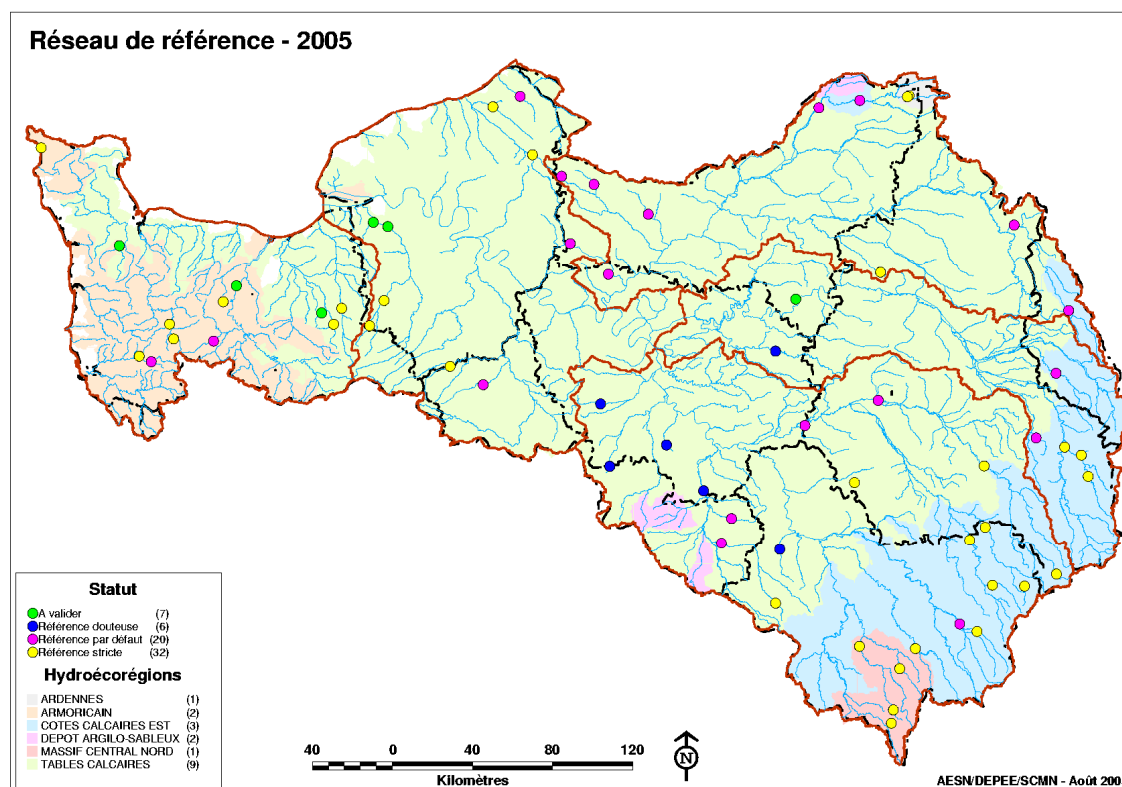 Réseau de référence - 2005
Statut
A valider (7)
Référence douteuse (6)
Référence par défaut (20)
Référence stricte (32)
Hydroécorégions
ARDENNES (1)
ARMORICAIN (2)
COTES CALCAIRES EST (3)
DEPOT ARGILO-SABLEUX (2)
MASSIF CENTRAL NORD (1)
TABLES CALCAIRES (9)
40 0 40 80 120
Kilomètres
N
AESN/DEPEE/SCMN - Août 200